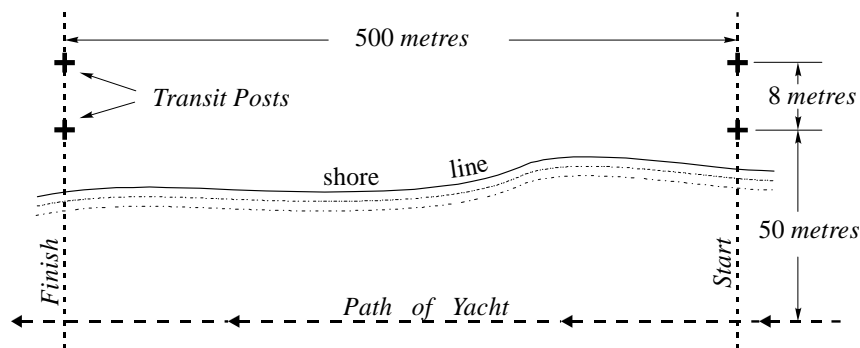 500 metres
Transit Posts
8 metres
shore line
50 metres
Finish
Start
Path of Yacht